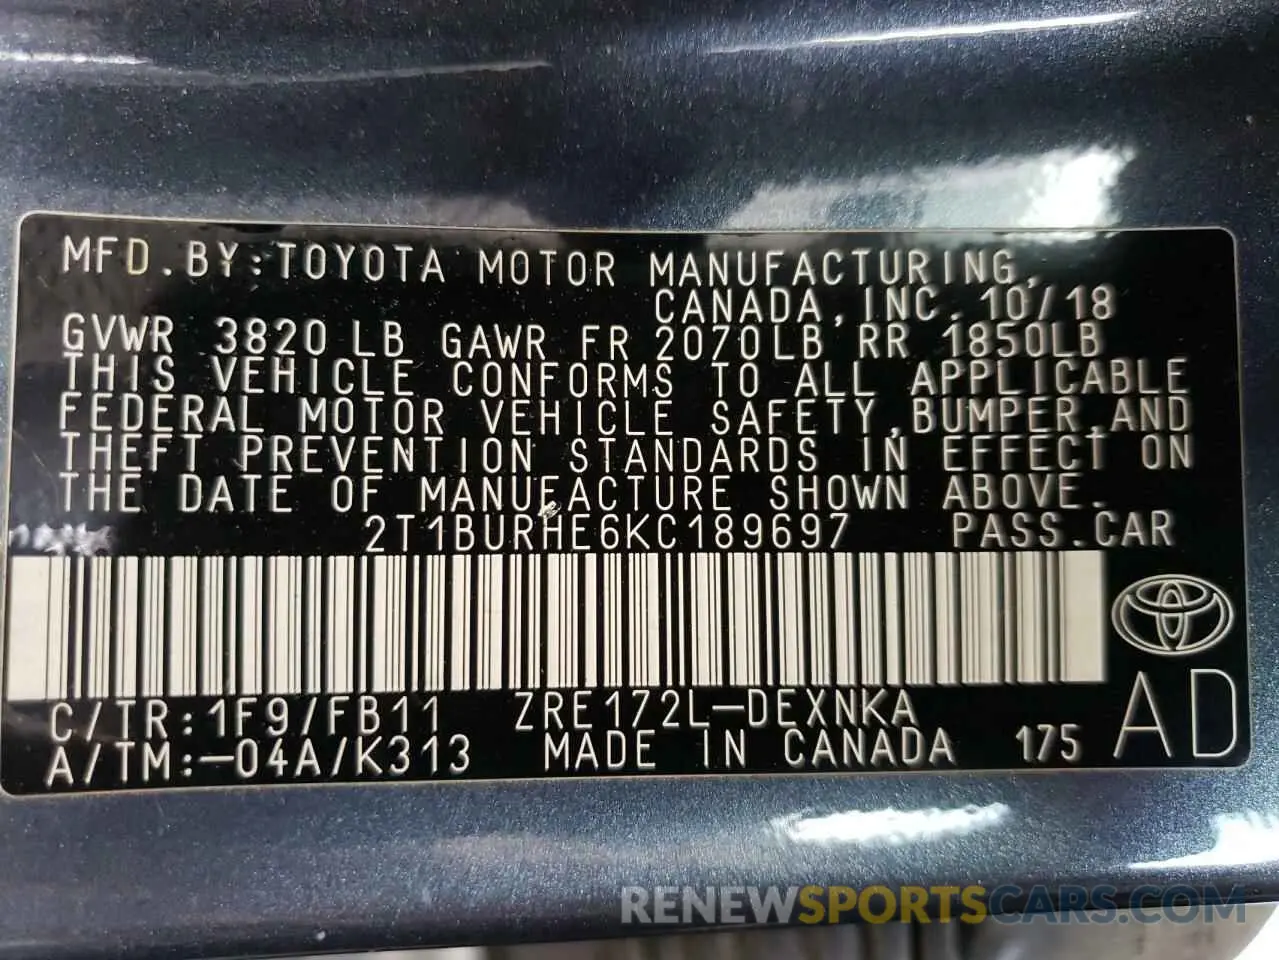 MFD.BY:TOYOTA MOTOR MANUFACTURING,
CANADA,INC. 10/18
GVWR 3820LB GAWR FR 2070LB RR 1850LB
THIS VEHICLE CONFORMS TO ALL APPLICABLE
FEDERAL MOTOR VEHICLE SAFETY,BUMPER,AND
THEFT PREVENTION STANDARDS IN EFFECT ON
THE DATE OF MANUFACTURE SHOWN ABOVE.
2T1BURHE6KC189697 PASS.CAR
C/TR:1F9/FB11 ZRE172L-DEXNKA
A/TM:-04A/K313 MADE IN CANADA 175 AD
RENEWSPORTSCARS.COM